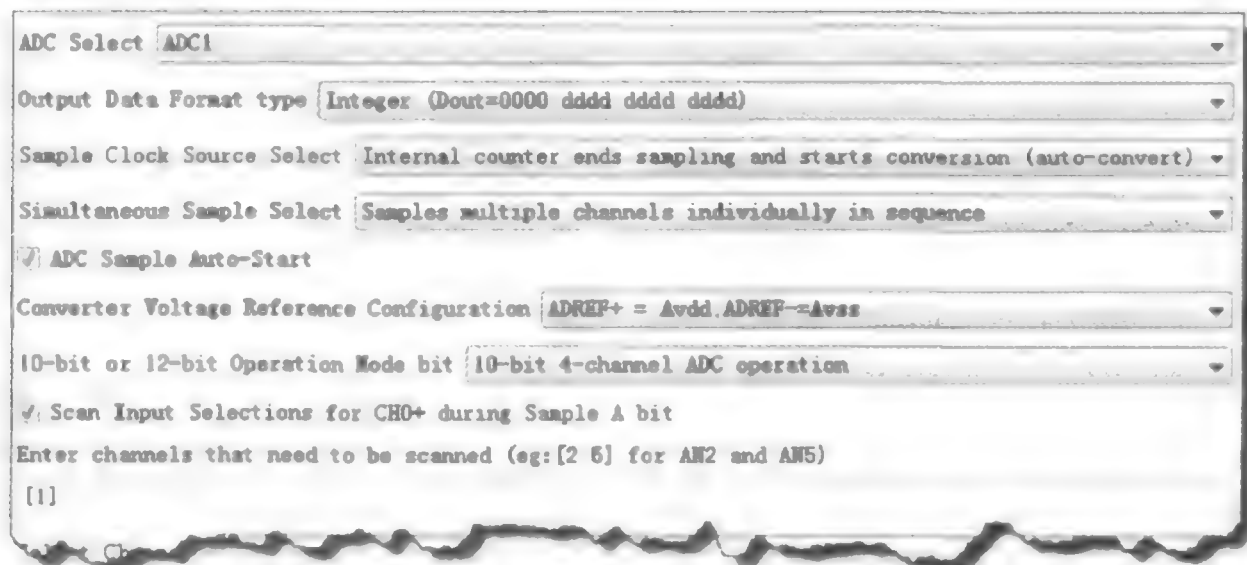 ADC Select ADC1
Output Data Format type Integer (Dout=0000 dddd dddd dddd)
Sample Clock Source Select Internal counter ends sampling and starts conversion (auto-convert)
Simultaneous Sample Select Samples multiple channels individually in sequence
ADC Sample Auto-Start
Converter Voltage Reference Configuration ADREF+ = Avdd,ADREF-=Avss
10-bit or 12-bit Operation Mode bit 10-bit 4-channel ADC operation
Scan Input Selections for CH0+ during Sample A bit
Enter channels that need to be scanned (eg:[2 5] for AN2 and AN5)
[1]